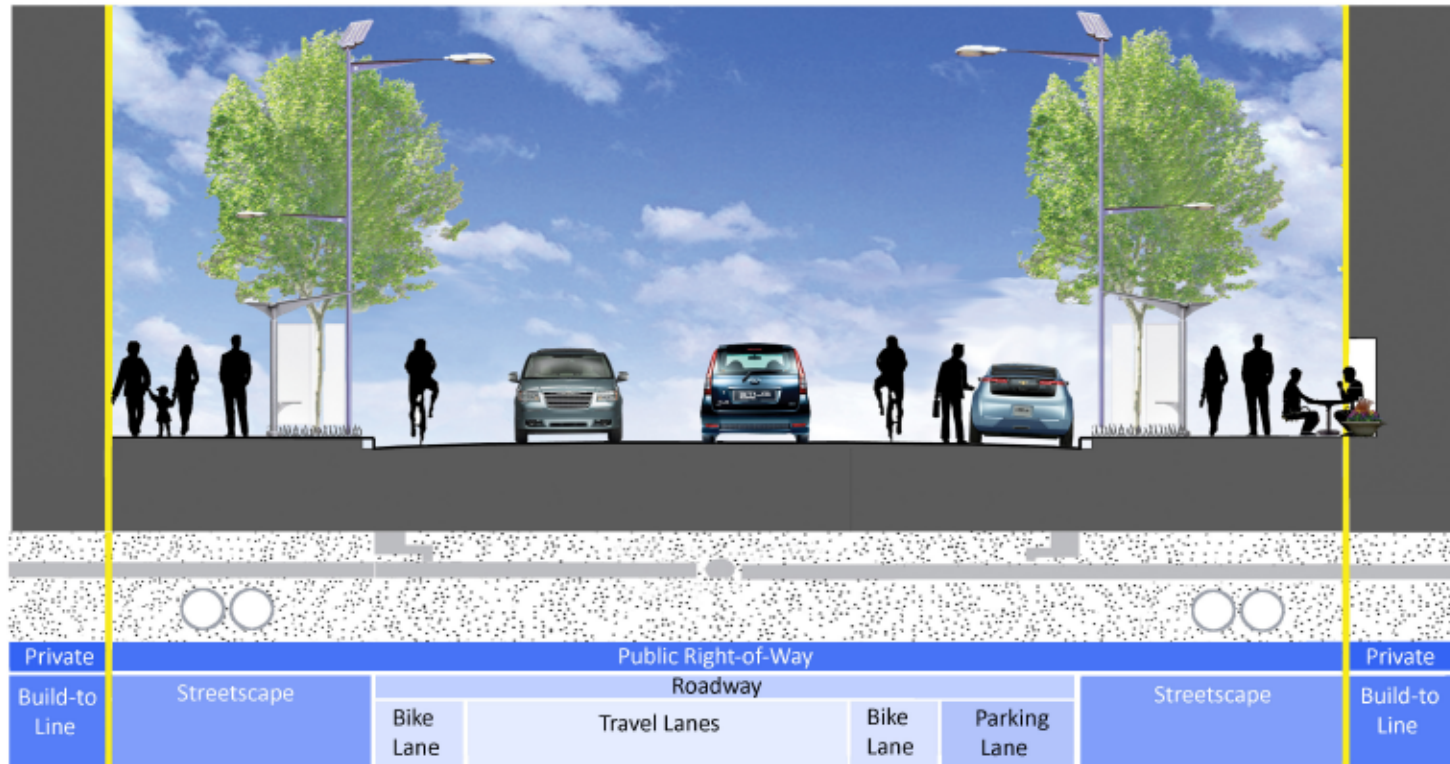 Private
Public Right-of-Way
Private
Build-to
Line
Streetscape
Roadway
Streetscape
Build-to
Line
Bike
Lane
Travel Lanes
Bike
Lane
Parking
Lane